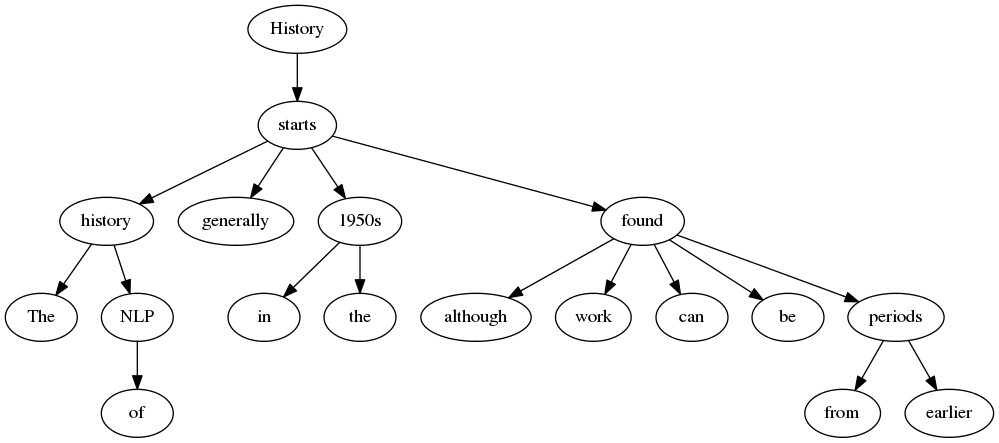 History
starts
history generally 1950s found
The NLP in the although work can be periods
of from earlier